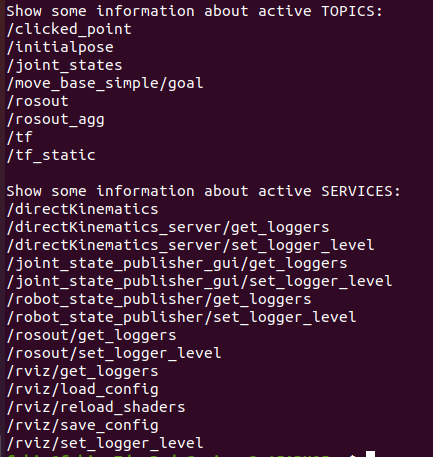 Show some information about active TOPICS:
/clicked_point
/initialpose
/joint_states
/move_base_simple/goal
/rosout
/rosout_agg
/tf
/tf_static
Show some information about active SERVICES:
/directKinematics
/directKinematics_server/get_loggers
/directKinematics_server/set_logger_level
/joint_state_publisher_gui/get_loggers
/joint_state_publisher_gui/set_logger_level
/robot_state_publisher/get_loggers
/robot_state_publisher/set_logger_level
/rosout/get_loggers
/rosout/set_logger_level
/rviz/get_loggers
/rviz/load_config
/rviz/reload_shaders
/rviz/save_config
/rviz/set_logger_level